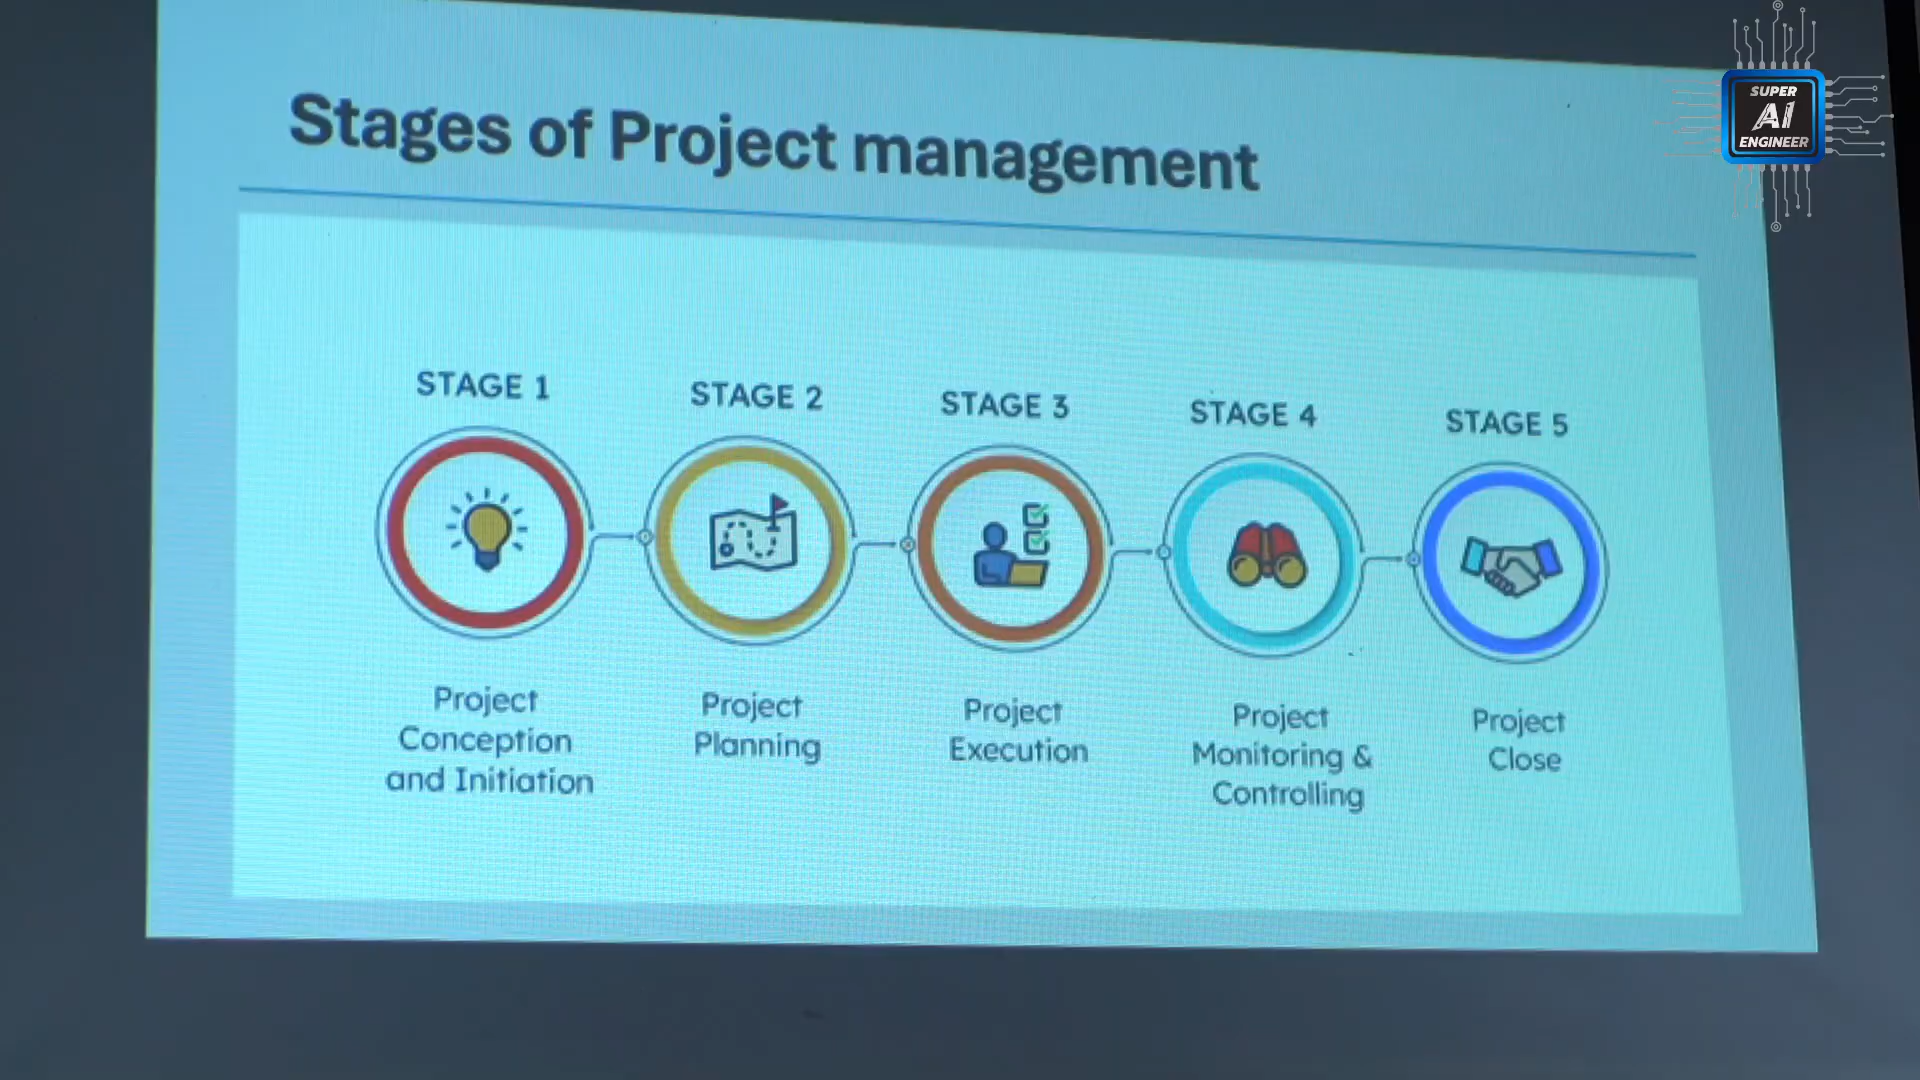 Stages of Project management
STAGE 1
Project
Conception
and Initiation
STAGE 2
Project
Planning
STAGE 3
Project
Execution
STAGE 4
Project
Monitoring &
Controlling
STAGE 5
Project
Close
SUPER
AI
ENGINEER